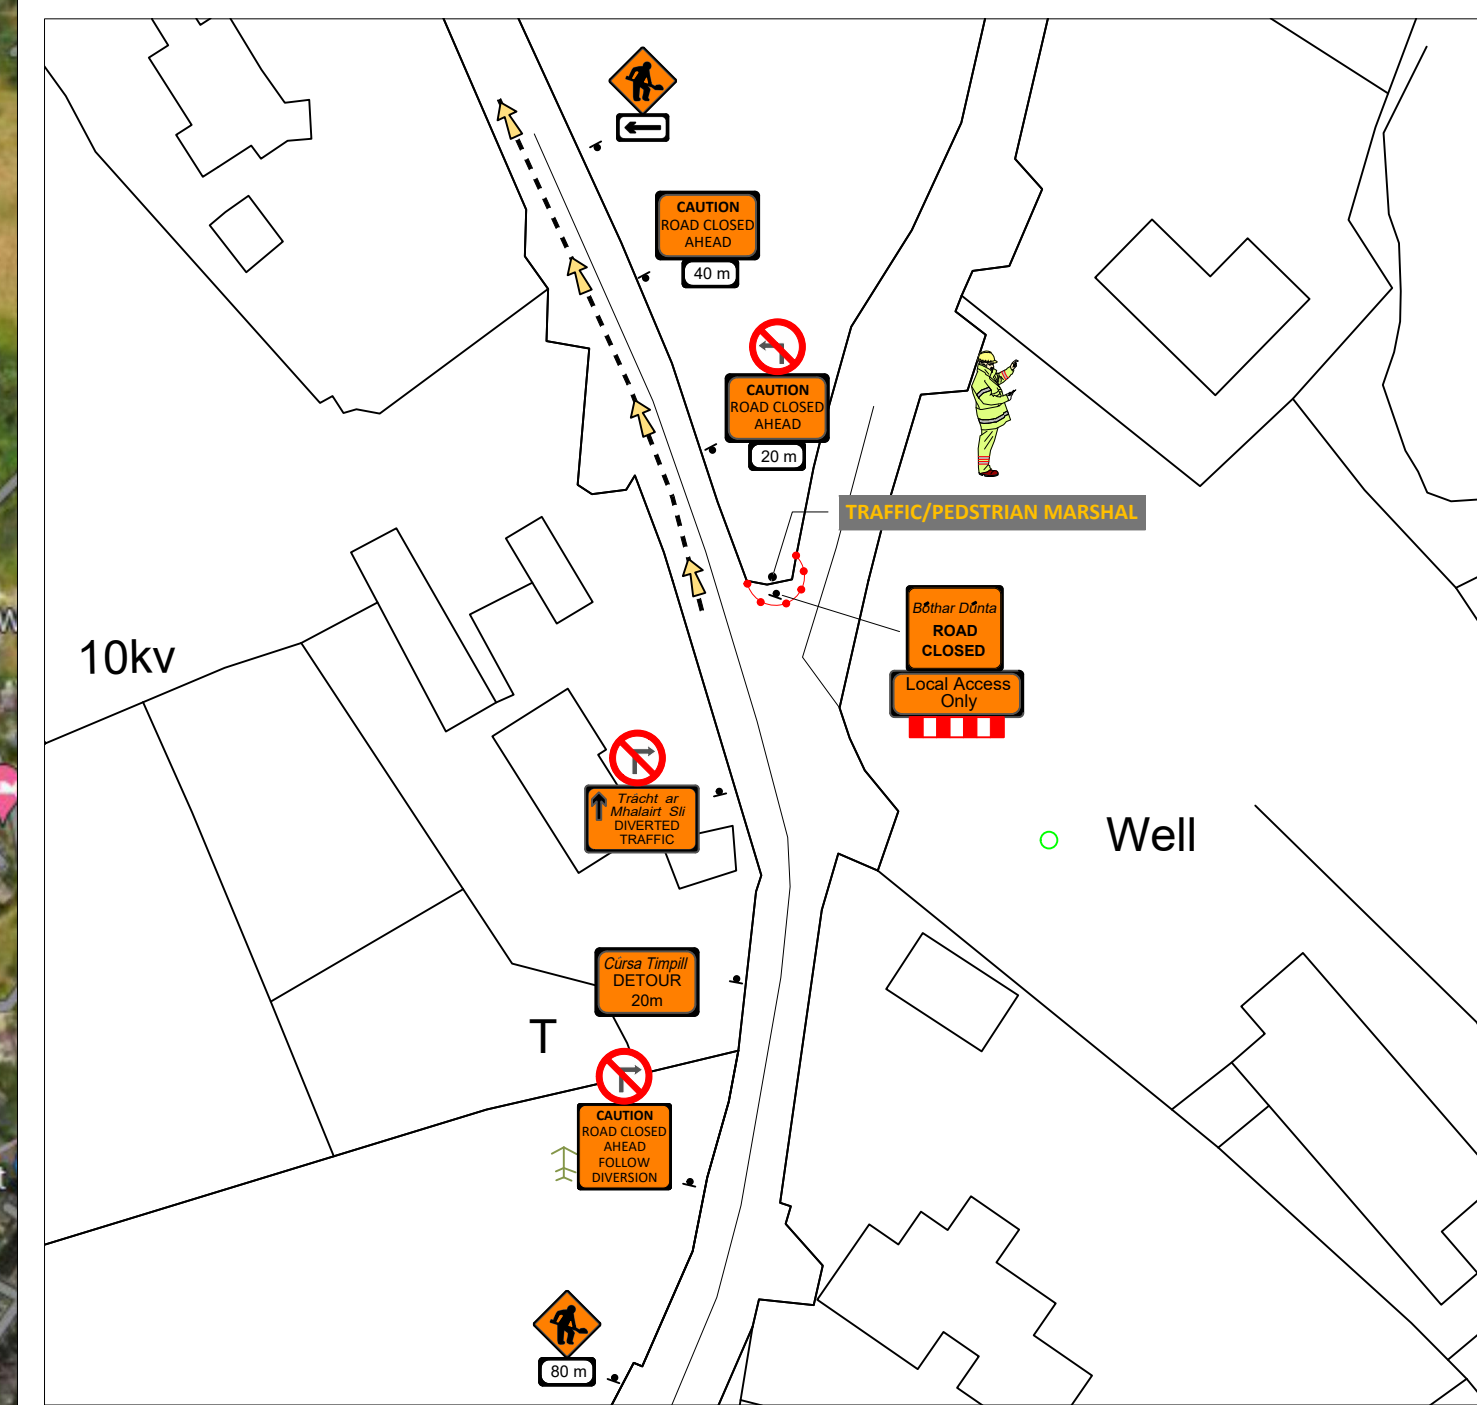 CAUTION
ROAD CLOSED
AHEAD
40 m
CAUTION
ROAD CLOSED
AHEAD
20 m
TRAFFIC/PEDSTRIAN MARSHAL
Bóthar Dúnta
ROAD
CLOSED
Local Access
Only
10kv
Trácht ar
Mhalairt Slí
DIVERTED
TRAFFIC
Well
Cúrsa Timpill
DETOUR
20m
T
CAUTION
ROAD CLOSED
AHEAD
FOLLOW
DIVERSION
80 m